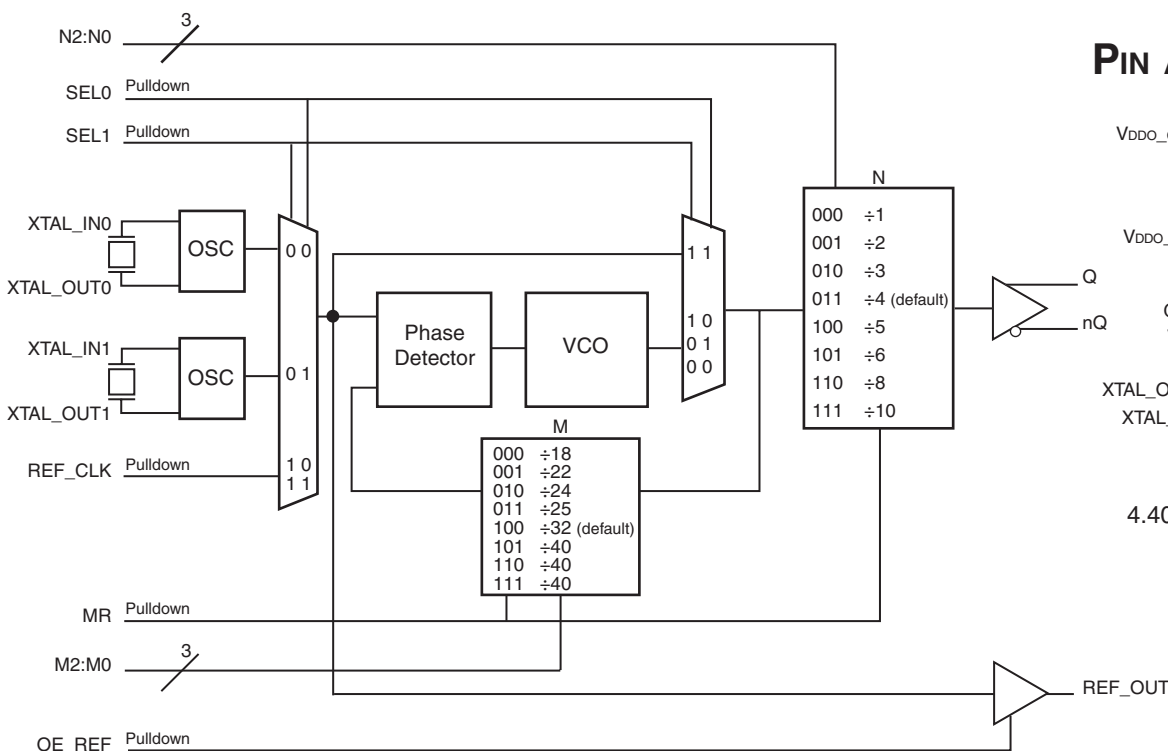 N2:N0
3
SEL0
Pulldown
SEL1
Pulldown
XTAL_IN0
XTAL_OUT0
OSC
0 0
XTAL_IN1
XTAL_OUT1
OSC
0 1
REF_CLK
Pulldown
1 0
1 1
Phase
Detector
VCO
1 1
1 0
0 1
0 0
M
000 ÷18
001 ÷22
010 ÷24
011 ÷25
100 ÷32 (default)
101 ÷40
110 ÷40
111 ÷40
N
000 ÷1
001 ÷2
010 ÷3
011 ÷4 (default)
100 ÷5
101 ÷6
110 ÷8
111 ÷10
Q
nQ
MR
Pulldown
M2:M0
3
REF_OUT
OE_REF
Pulldown
PIN
XTAL_O
XTAL_
4.40